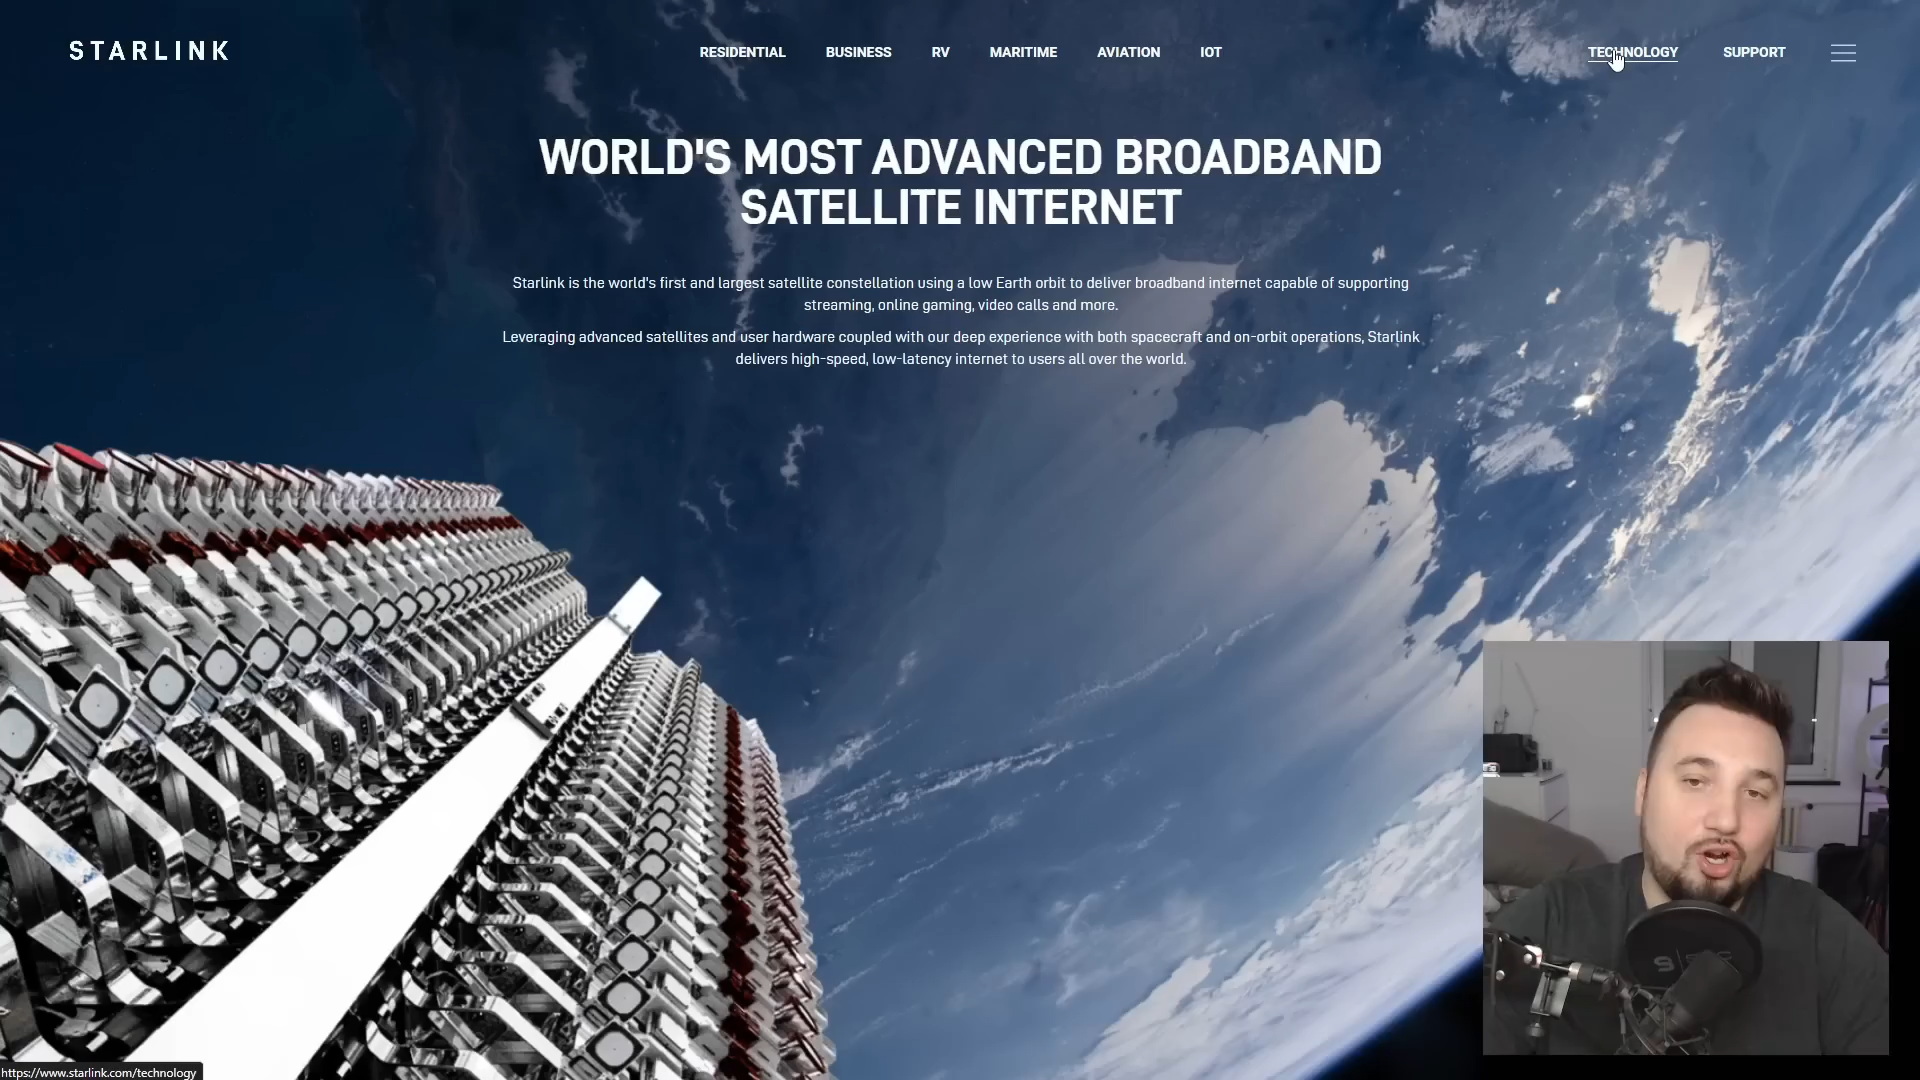 STARLINK
RESIDENTIAL BUSINESS RV MARITIME AVIATION IOT TECHNOLOGY SUPPORT
WORLD'S MOST ADVANCED BROADBAND
SATELLITE INTERNET
Starlink is the world's first and largest satellite constellation using a low Earth orbit to deliver broadband internet capable of supporting
streaming, online gaming, video calls and more.
Leveraging advanced satellites and user hardware coupled with our deep experience with both spacecraft and on-orbit operations, Starlink
delivers high-speed, low-latency internet to users all over the world.
https://www.starlink.com/technology